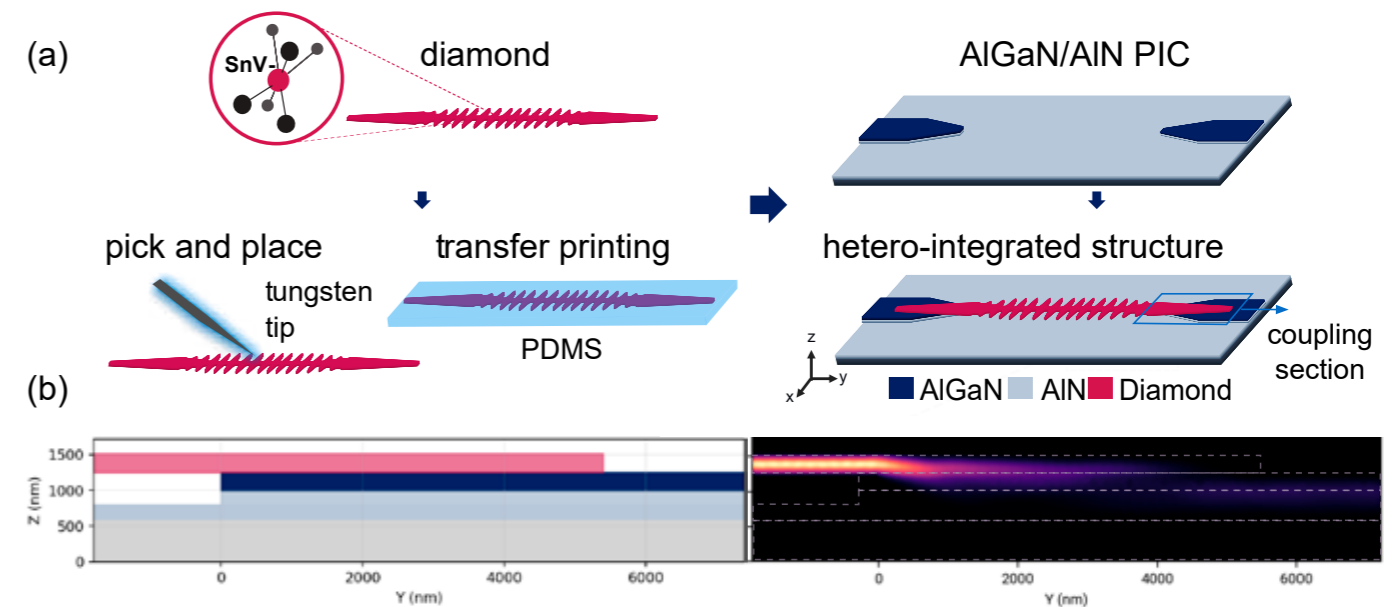 (a)
SnV-
diamond
AlGaN/AlN PIC
pick and place
tungsten
tip
transfer printing
PDMS
hetero-integrated structure
coupling
section
z
y
x
AlGaN AlN Diamond
(b)
Z (nm)
1500
1000
500
0
0 2000 4000 6000
Y (nm)
0 2000 4000 6000
Y (nm)